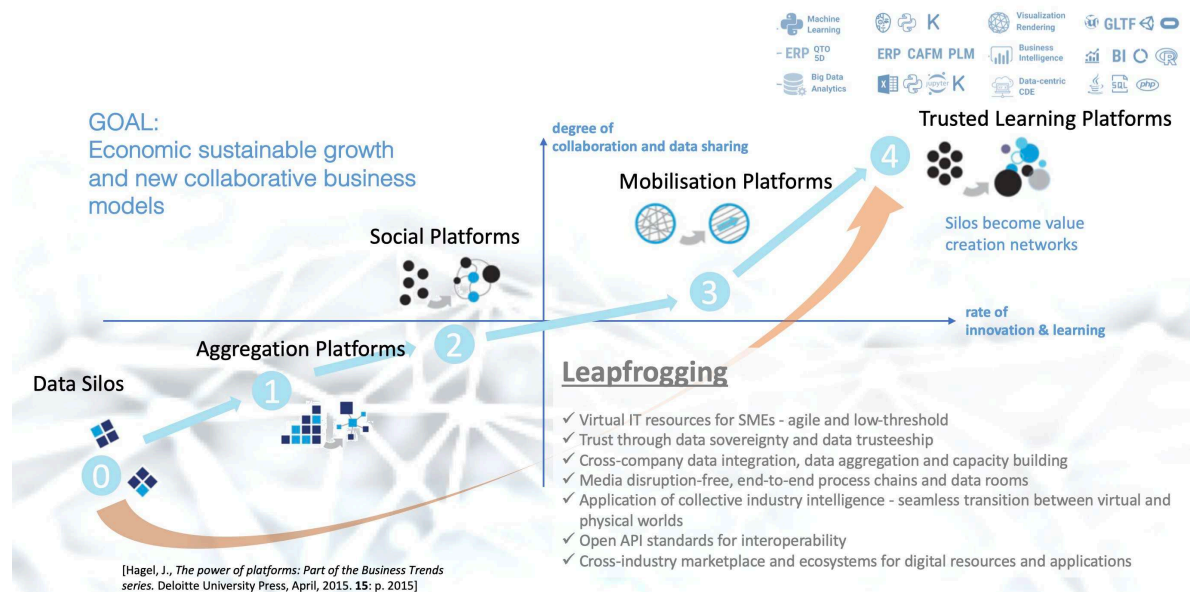 Machine
Learning
K
Visualization
Rendering
GLTF
ERP QTO
5D
ERP CAFM PLM
Business
Intelligence
BI
R
Big Data
Analytics
X
jupyter
K
Data-centric
CDE
SQL
php
GOAL:
Economic sustainable growth
and new collaborative business
models
degree of
collaboration and data sharing
Trusted Learning Platforms
4
Mobilisation Platforms
Silos become value
creation networks
Social Platforms
3
rate of
innovation & learning
2
Aggregation Platforms
Data Silos
1
0
Leapfrogging
✓ Virtual IT resources for SMEs - agile and low-threshold
✓ Trust through data sovereignty and data trusteeship
✓ Cross-company data integration, data aggregation and capacity building
✓ Media disruption-free, end-to-end process chains and data rooms
✓ Application of collective industry intelligence - seamless transition between virtual and
physical worlds
✓ Open API standards for interoperability
✓ Cross-industry marketplace and ecosystems for digital resources and applications
[Hagel, J., The power of platforms: Part of the Business Trends
series. Deloitte University Press, April, 2015. 15: p. 2015]